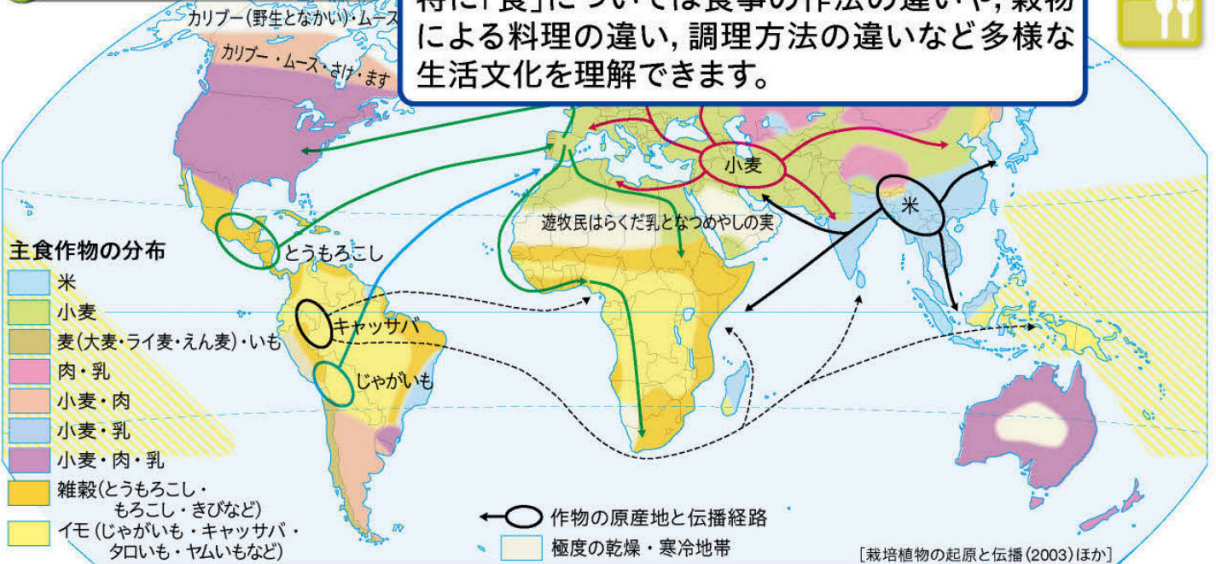 特に「食」については食事の作法の違いや，穀物
による料理の違い，調理方法の違いなど多様な
生活文化を理解できます。
カリブー(野生となかい)・ムース
カリブー・ムース・さけ・ます
小麦
米
遊牧民はらくだ乳となつめやしの実
とうもろこし
キャッサバ
じゃがいも
主食作物の分布
米
小麦
麦(大麦・ライ麦・えん麦)・いも
肉・乳
小麦・肉
小麦・乳
小麦・肉・乳
雑穀(とうもろこし・
もろこし・きびなど)
イモ(じゃがいも・キャッサバ・
タロいも・ヤムいもなど)
作物の原産地と伝播経路
極度の乾燥・寒冷地帯
[栽培植物の起原と伝播(2003)ほか]